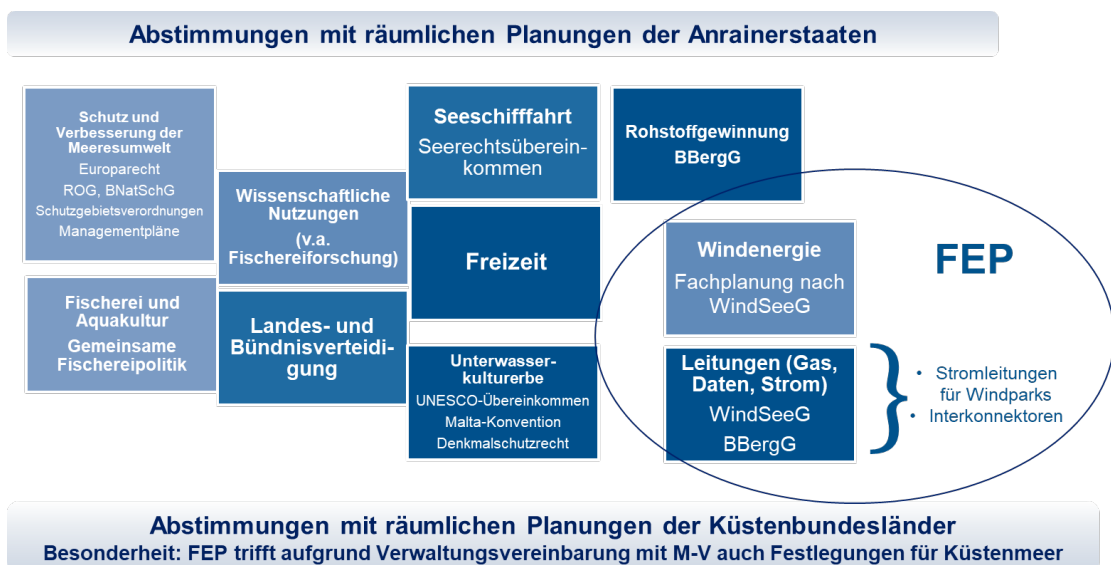 Abstimmungen mit räumlichen Planungen der Anrainerstaaten
Schutz und
Verbesserung der
Meeresumwelt
Europarecht
ROG, BNatSchG
Schutzgebietsverordnungen
Managementpläne
Fischerei und
Aquakultur
Gemeinsame
Fischereipolitik
Wissenschaftliche
Nutzungen
(v.a.
Fischereiforschung)
Landes- und
Bündnisverteidi-
gung
Seeschifffahrt
Seerechtsüberein-
kommen
Freizeit
Unterwasser-
kulturerbe
UNESCO-Übereinkommen
Malta-Konvention
Denkmalschutzrecht
Rohstoffgewinnung
BBergG
Windenergie
Fachplanung nach
WindSeeG
FEP
Leitungen (Gas,
Daten, Strom)
WindSeeG
BBergG
• Stromleitungen
für Windparks
• Interkonnektoren
Abstimmungen mit räumlichen Planungen der Küstenbundesländer
Besonderheit: FEP trifft aufgrund Verwaltungsvereinbarung mit M-V auch Festlegungen für Küstenmeer